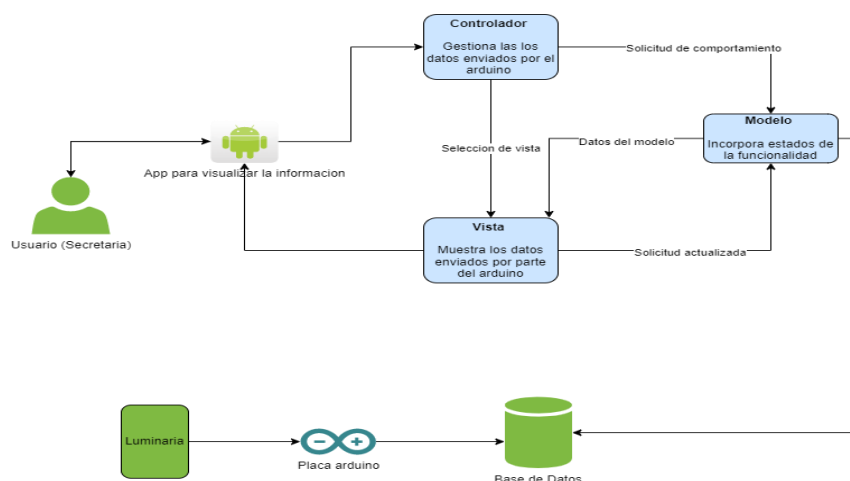 Controlador
Gestiona las los
datos enviados por el
arduino
Solicitud de comportamiento
Modelo
Incorpora estados de
la funcionalidad
Seleccion de vista
Datos del modelo
App para visualizar la informacion
Usuario (Secretaria)
Vista
Muestra los datos
enviados por parte
del arduino
Solicitud actualizada
Luminaria
Placa arduino
Base de Datos